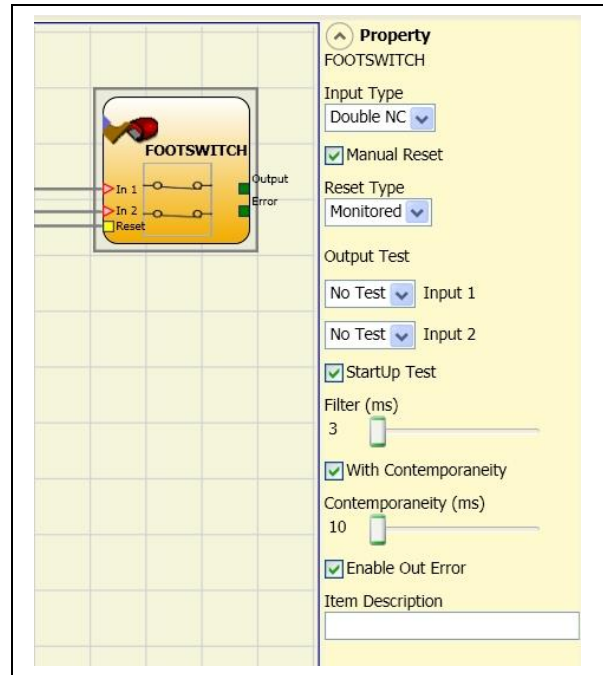 FOOTSWITCH
In 1
In 2
Reset
Output
Error
Property
FOOTSWITCH
Input Type
Double NC
Manual Reset
Reset Type
Monitored
Output Test
No Test Input 1
No Test Input 2
StartUp Test
Filter (ms)
3
With Contemporaneity
Contemporaneity (ms)
10
Enable Out Error
Item Description